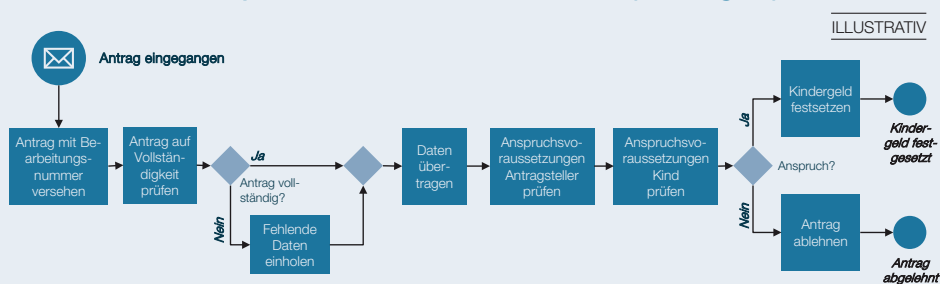 ILLUSTRATIV
Antrag eingegangen
Antrag mit Be-
arbeitungs-
nummer
versehen
Antrag auf
Vollstän-
digkeit
prüfen
Ja
Antrag voll-
ständig?
Nein
Fehlende
Daten
einholen
Daten
über-
tragen
Anspruchsvo-
raussetzungen
Antragsteller
prüfen
Anspruchsvo-
raussetzungen
Kind
prüfen
Anspruch?
Ja
Kindergeld
festsetzen
Kinder-
geld fest-
gesetzt
Nein
Antrag
ablehnen
Antrag
abgelehnt